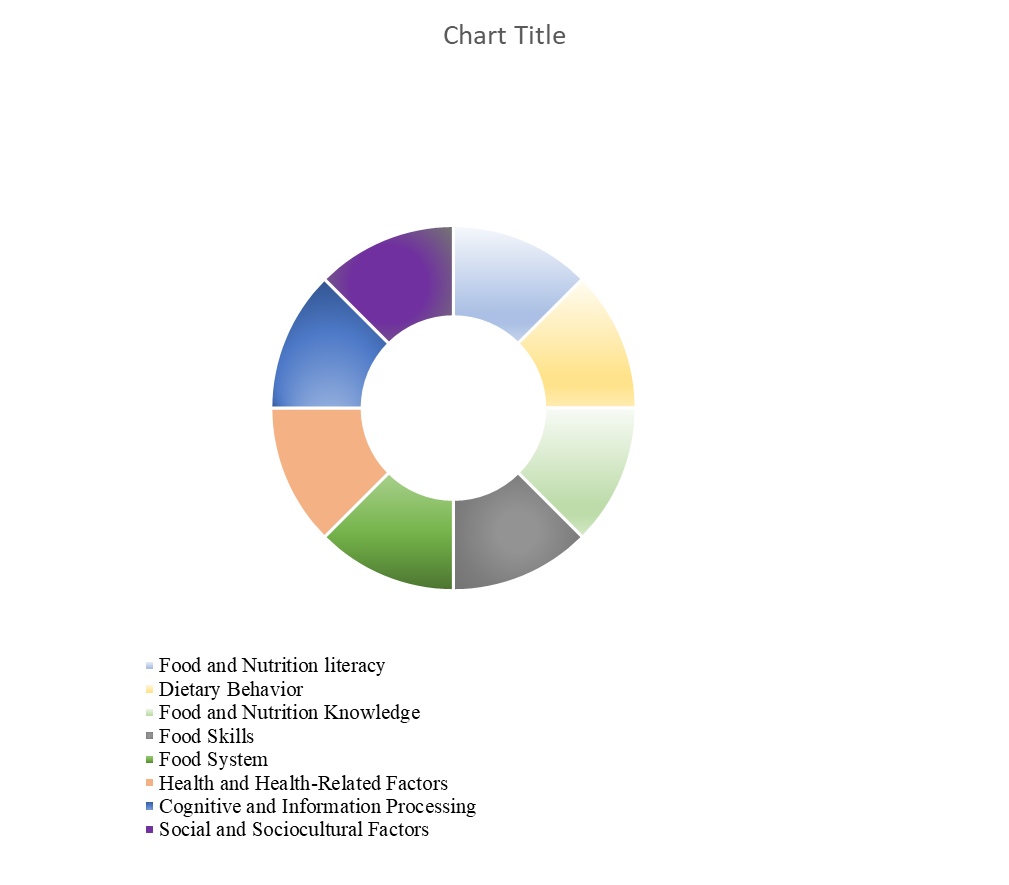 Chart Title
Food and Nutrition literacy
Dietary Behavior
Food and Nutrition Knowledge
Food Skills
Food System
Health and Health-Related Factors
Cognitive and Information Processing
Social and Sociocultural Factors